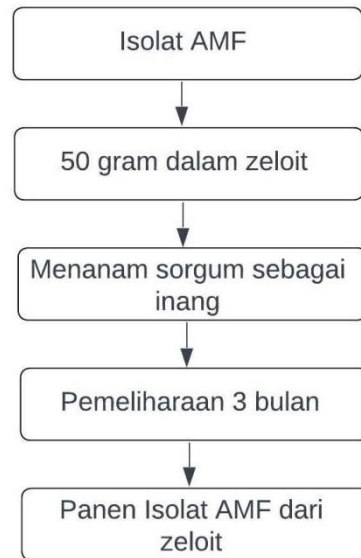 Isolat AMF
50 gram dalam zeloit
Menanam sorgum sebagai
inang
Pemeliharaan 3 bulan
Panen Isolat AMF dari
zeloit